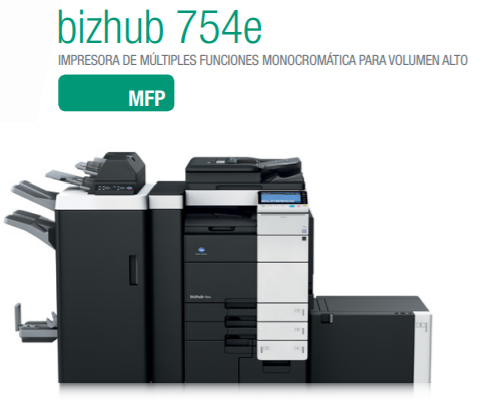 bizhub 754e
IMPRESORA DE MÚLTIPLES FUNCIONES MONOCROMÁTICA PARA VOLUMEN ALTO
MFP